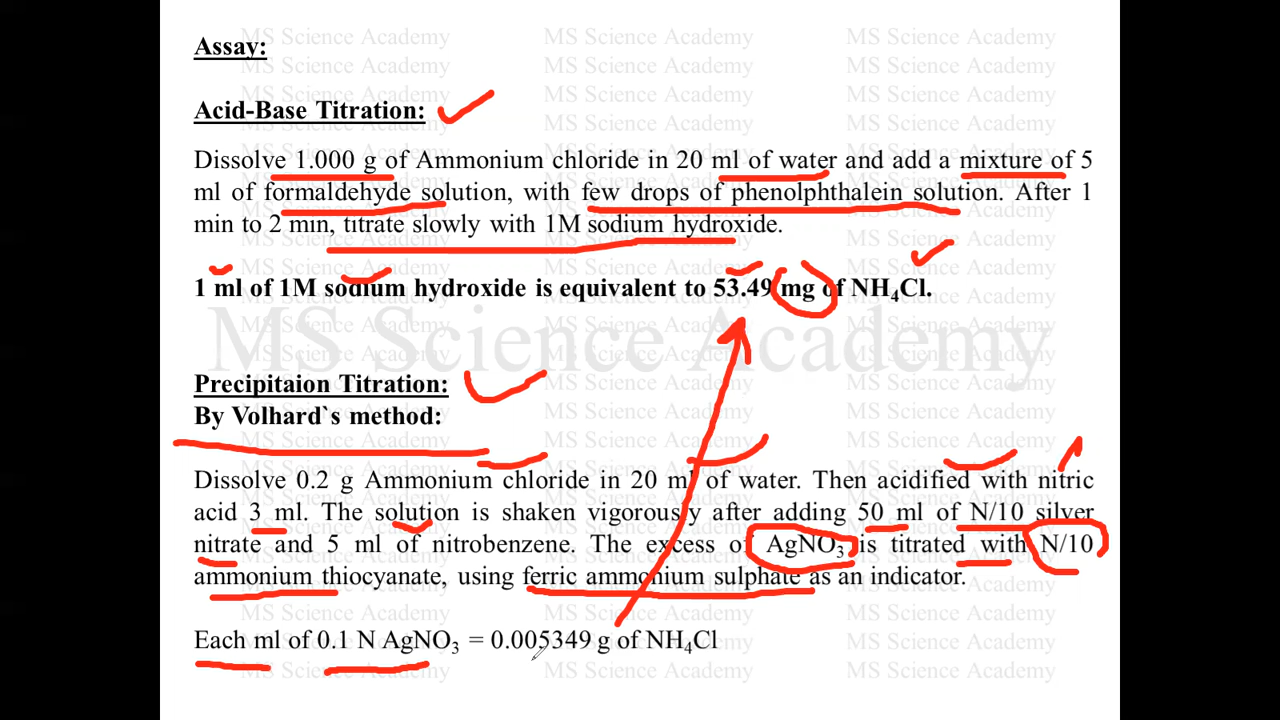 Assay:
Acid-Base Titration:
Dissolve 1.000 g of Ammonium chloride in 20 ml of water and add a mixture of 5
ml of formaldehyde solution, with few drops of phenolphthalein solution. After 1
min to 2 min, titrate slowly with 1M sodium hydroxide.
1 ml of 1M sodium hydroxide is equivalent to 53.49 mg of NH₄Cl.
MS Science Academy
Precipitaion Titration:
By Volhard`s method:
Dissolve 0.2 g Ammonium chloride in 20 ml of water. Then acidified with nitric
acid 3 ml. The solution is shaken vigorously after adding 50 ml of N/10 silver
nitrate and 5 ml of nitrobenzene. The excess of AgNO₃ is titrated with N/10
ammonium thiocyanate, using ferric ammonium sulphate as an indicator.
Each ml of 0.1 N AgNO₃ = 0.005349 g of NH₄Cl